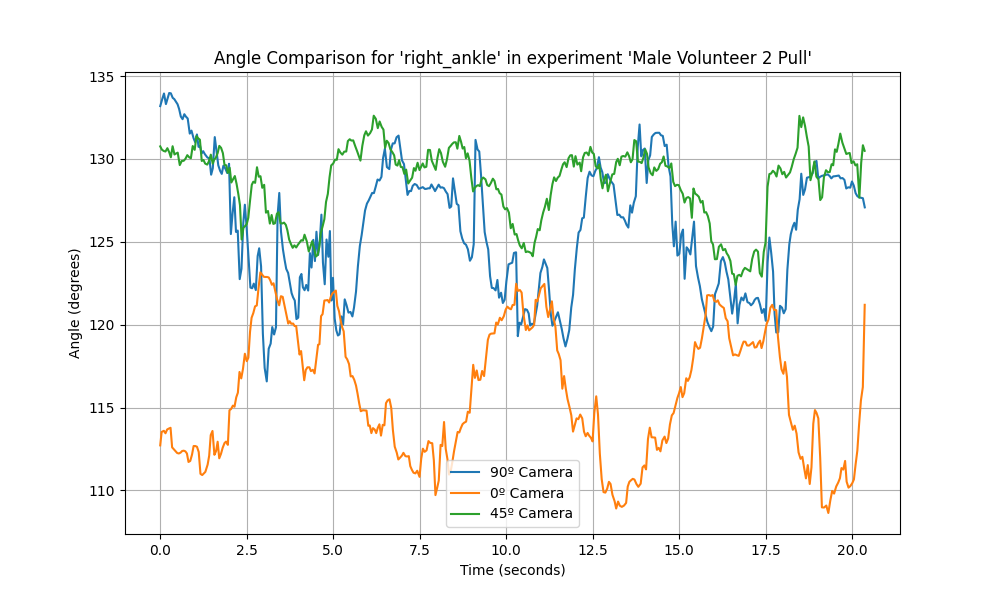 Angle Comparison for 'right_ankle' in experiment 'Male Volunteer 2 Pull'
135
130
125
120
115
110
Angle (degrees)
90º Camera
0º Camera
45º Camera
0.0 2.5 5.0 7.5 10.0 12.5 15.0 17.5 20.0
Time (seconds)